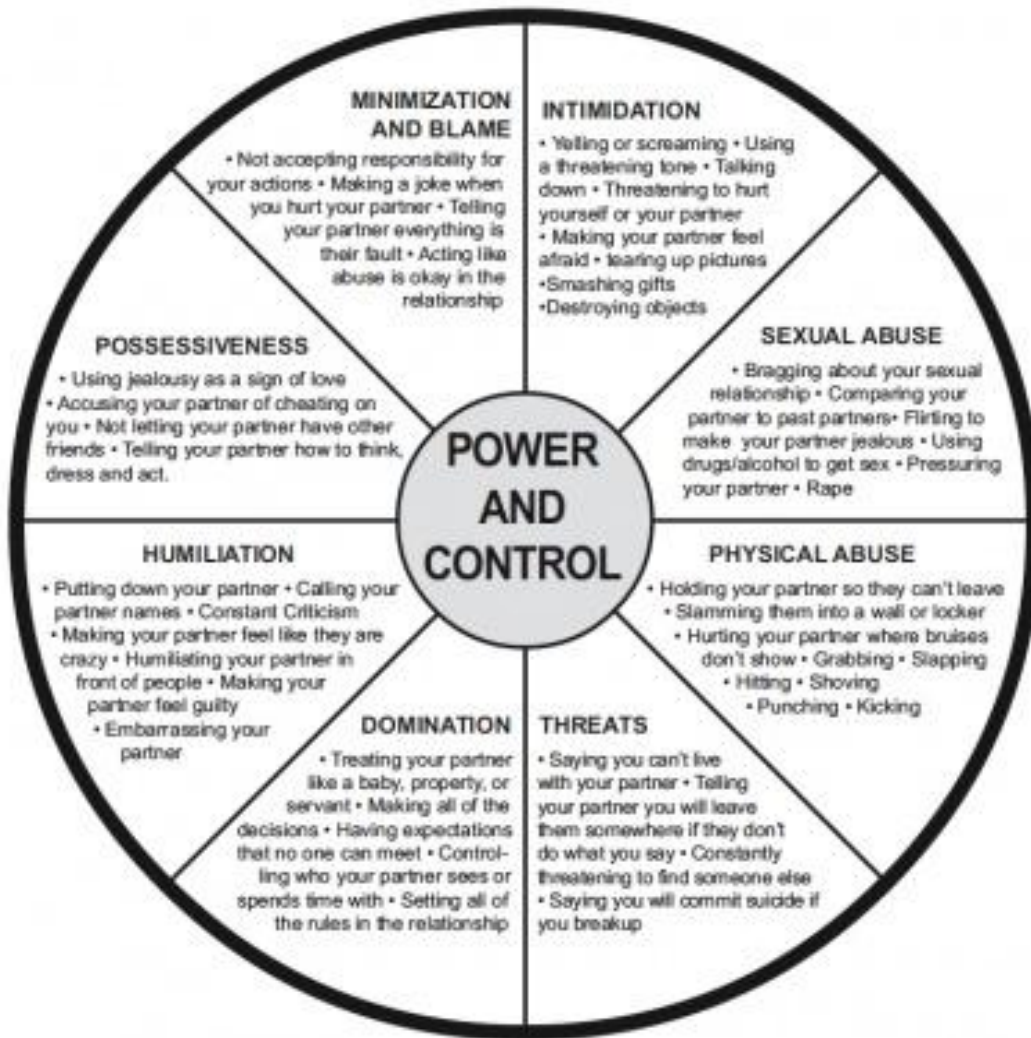 MINIMIZATION
AND BLAME
• Not accepting responsibility for
your actions • Making a joke when
you hurt your partner • Telling
your partner everything is
their fault • Acting like
abuse is okay in the
relationship
INTIMIDATION
• Yelling or screaming • Using
a threatening tone • Talking
down • Threatening to hurt
yourself or your partner
• Making your partner feel
afraid • tearing up pictures
•Smashing gifts
•Destroying objects
SEXUAL ABUSE
• Bragging about your sexual
relationship • Comparing your
partner to past partners• Flirting to
make your partner jealous • Using
drugs/alcohol to get sex • Pressuring
your partner • Rape
PHYSICAL ABUSE
• Holding your partner so they can't leave
• Slamming them into a wall or locker
• Hurting your partner where bruises
don't show • Grabbing • Slapping
• Hitting • Shoving
• Punching • Kicking
THREATS
• Saying you can't live
with your partner • Telling
your partner you will leave
them somewhere if they don't
do what you say • Constantly
threatening to find someone else
• Saying you will commit suicide if
you breakup
DOMINATION
• Treating your partner
like a baby, property, or
servant • Making all of the
decisions • Having expectations
that no one can meet • Control-
ling who your partner sees or
spends time with • Setting all of
the rules in the relationship
HUMILIATION
• Putting down your partner • Calling your
partner names • Constant Criticism
• Making your partner feel like they are
crazy • Humiliating your partner in
front of people • Making your
partner feel guilty
• Embarrassing your
partner
POSSESSIVENESS
• Using jealousy as a sign of love
• Accusing your partner of cheating on
you • Not letting your partner have other
friends • Telling your partner how to think,
dress and act.
POWER
AND
CONTROL